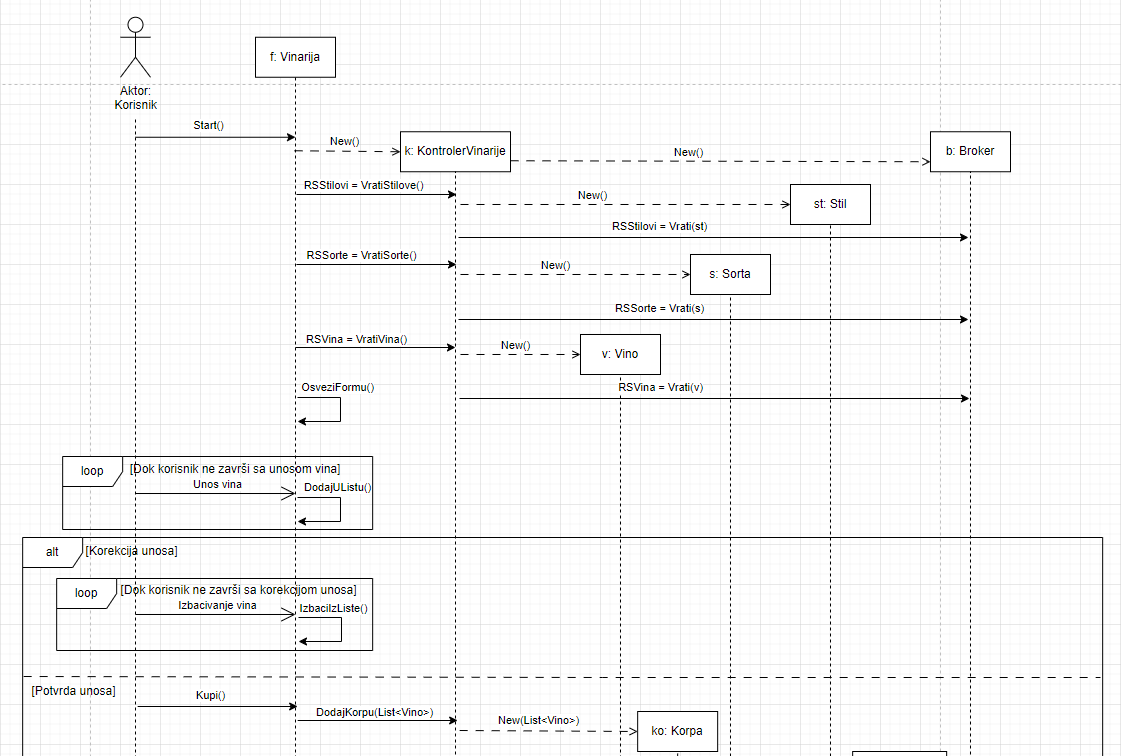 f: Vinarija
Aktor:
Korisnik
Start()
New()
k: KontrolerVinarije
New()
b: Broker
RSStilovi = VratiStilove()
New()
st: Stil
RSStilovi = Vrati(st)
RSSorte = VratiSorte()
New()
s: Sorta
RSSorte = Vrati(s)
RSVina = VratiVina()
New()
v: Vino
OsveziFormu()
RSVina = Vrati(v)
loop
[Dok korisnik ne završi sa unosom vina]
Unos vina
DodajUListu()
alt
[Korekcija unosa]
loop
[Dok korisnik ne završi sa korekcijom unosa]
Izbacivanje vina
IzbaciIzListe()
[Potvrda unosa]
Kupi()
DodajKorpu(List<Vino>)
New(List<Vino>)
ko: Korpa